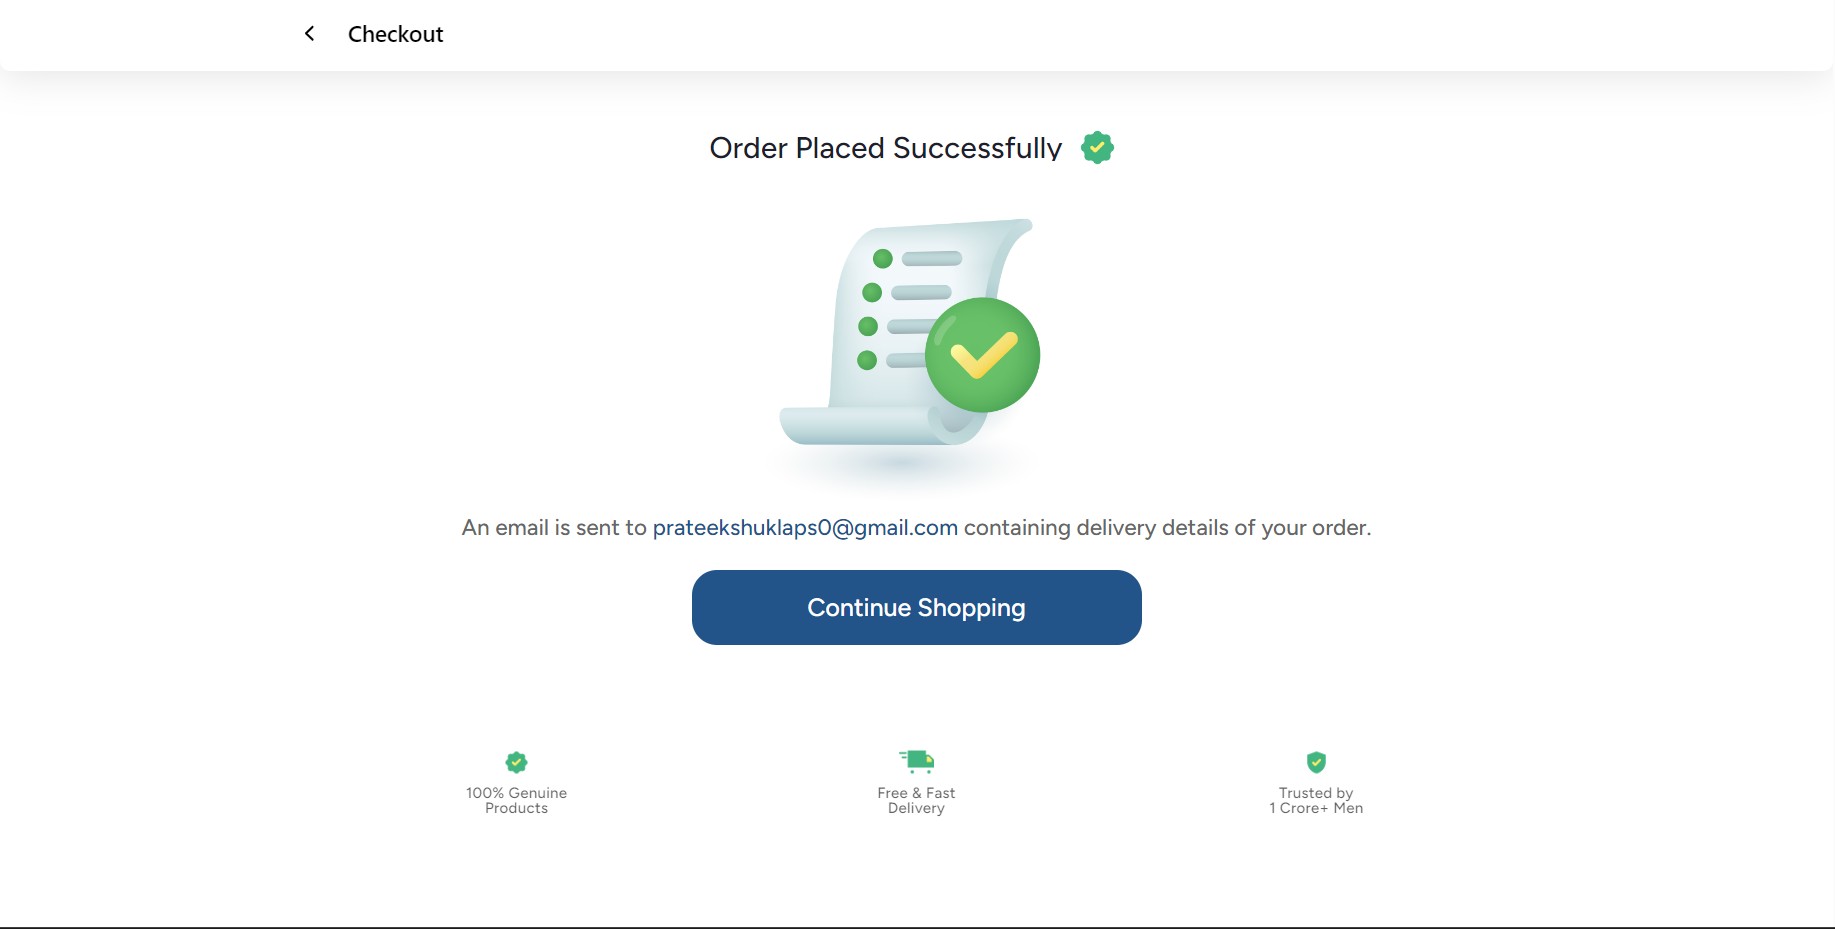 Checkout
Order Placed Successfully
An email is sent to prateekshuklaps0@gmail.com containing delivery details of your order.
Continue Shopping
100% Genuine
Products
Free & Fast
Delivery
Trusted by
1 Crore+ Men